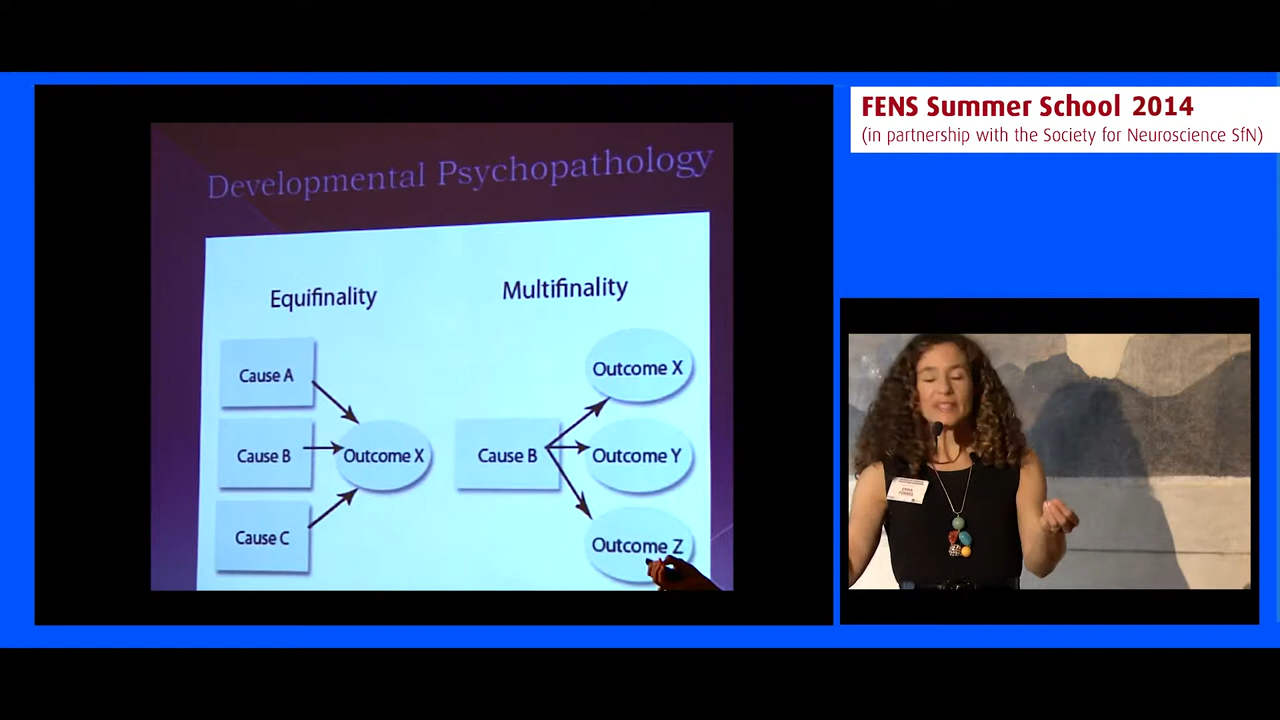 FENS Summer School 2014
(in partnership with the Society for Neuroscience SfN)
Developmental Psychopathology
Equifinality
Multifinality
Cause A
Cause B
Cause C
Outcome X
Cause B
Outcome X
Outcome Y
Outcome Z